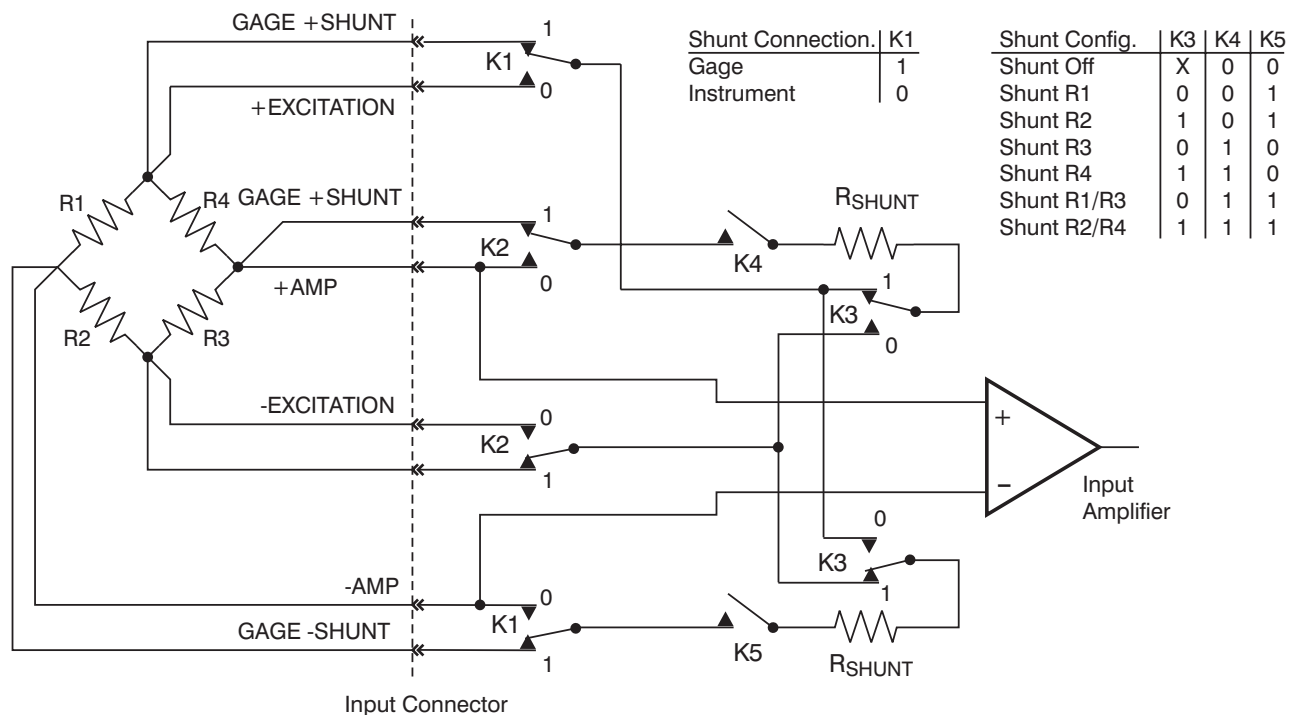 GAGE +SHUNT
1
K1
0
+EXCITATION
Shunt Connection. K1
Gage 1
Instrument 0
Shunt Config. K3 K4 K5
Shunt Off X 0 0
Shunt R1 0 0 1
Shunt R2 1 0 1
Shunt R3 0 1 0
Shunt R4 1 1 0
Shunt R1/R3 0 1 1
Shunt R2/R4 1 1 1
R1
R4
GAGE +SHUNT
1
K2
0
+AMP
R2
R3
K4
RSHUNT
1
K3
0
-EXCITATION
0
K2
1
+
−
Input
Amplifier
0
K3
1
-AMP
0
K1
1
GAGE -SHUNT
K5
RSHUNT
Input Connector